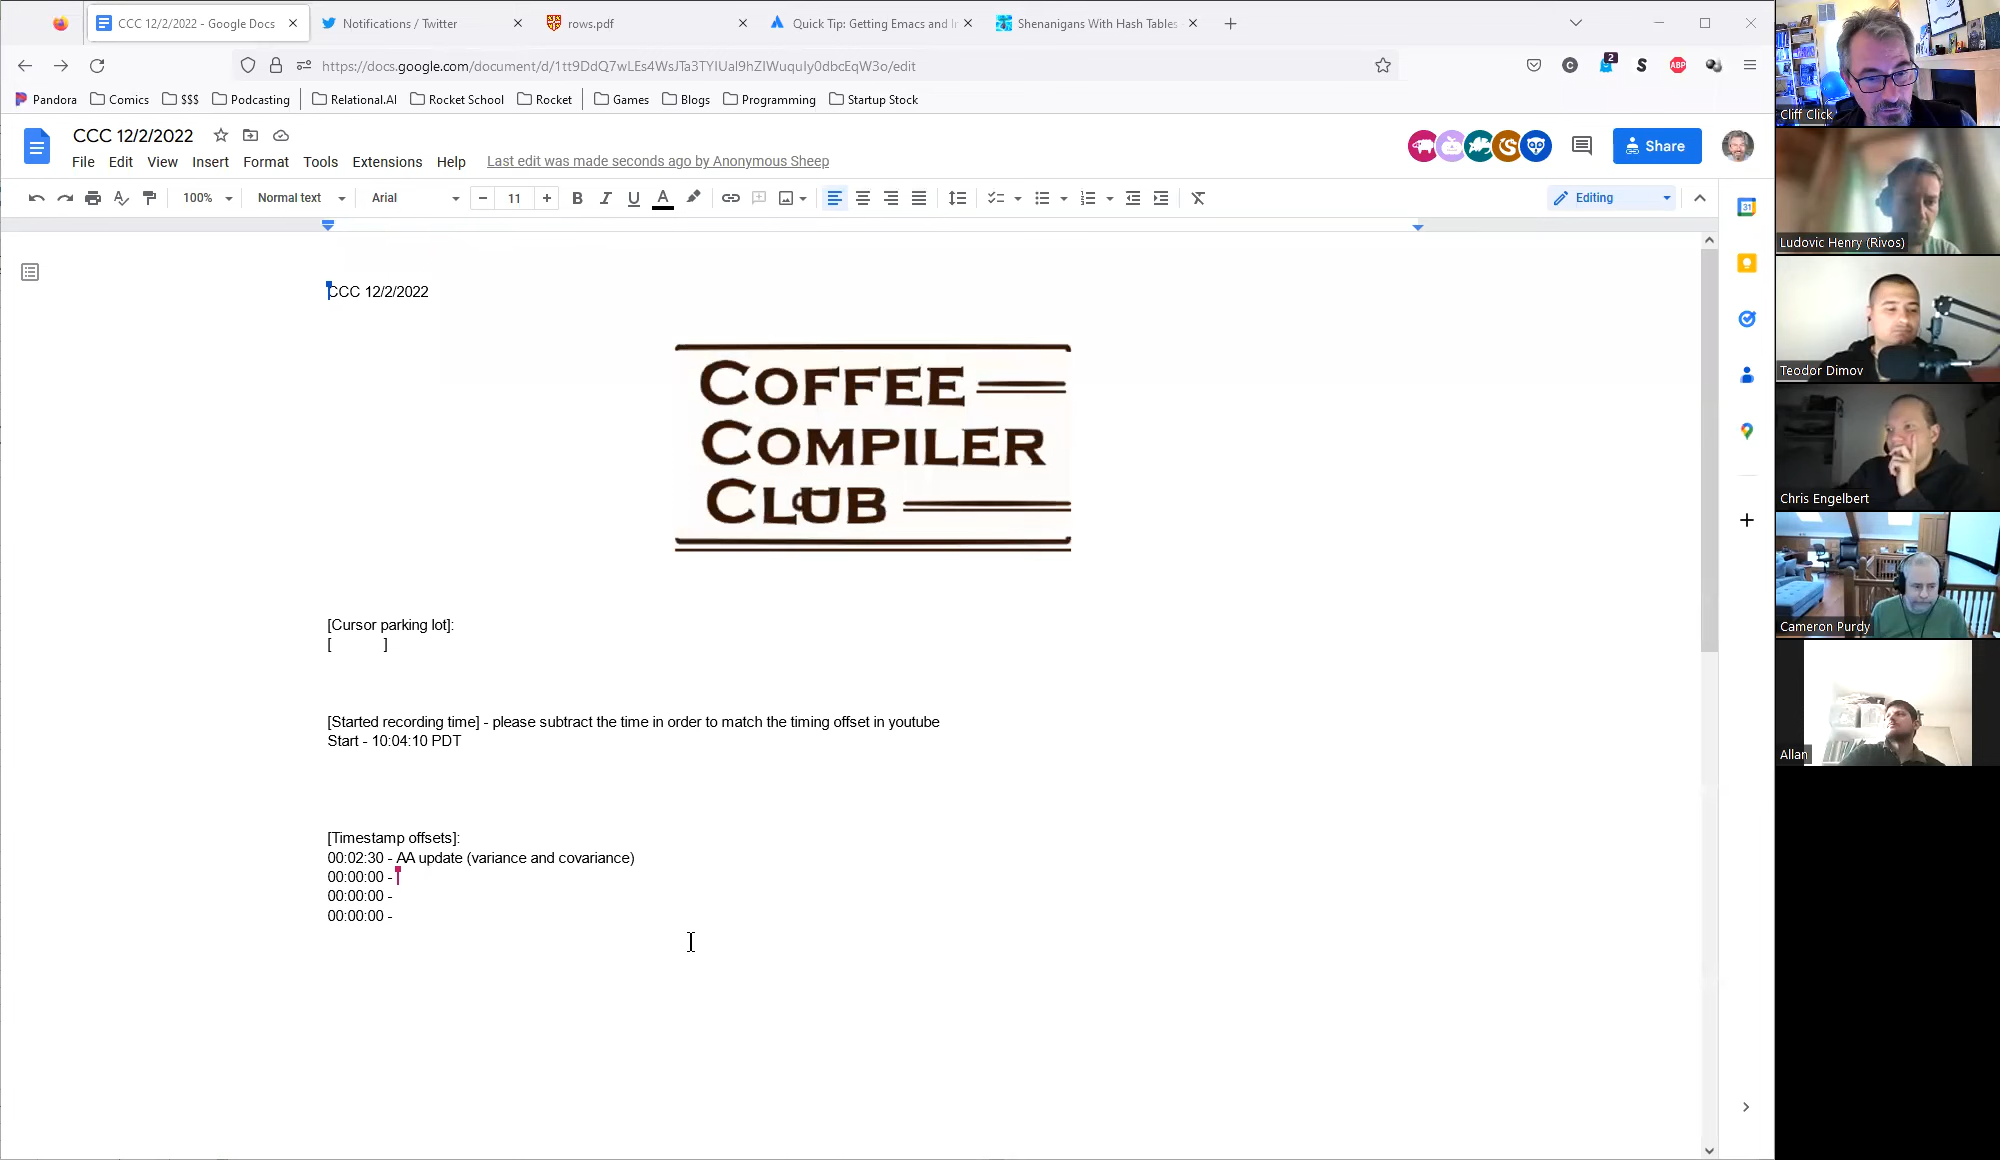 CCC 12/2/2022 - Google Docs
Notifications / Twitter
rows.pdf
Quick Tip: Getting Emacs and I
Shenanigans With Hash Tables
https://docs.google.com/document/d/1tt9DdQ7wLEs4WsJTa3TYIUal9hZIWuquIy0dbcEqW3o/edit
2
ABP
Pandora
Comics
$$$
Podcasting
Relational.AI
Rocket School
Rocket
Games
Blogs
Programming
Startup Stock
CCC 12/2/2022
Share
File Edit View Insert Format Tools Extensions Help
Last edit was made seconds ago by Anonymous Sheep
100%
Normal text
Arial
11
B I U A
Editing
31
CCC 12/2/2022
COFFEE
COMPILER
CLUB
[Cursor parking lot]:
[ ]
[Started recording time] - please subtract the time in order to match the timing offset in youtube
Start - 10:04:10 PDT
[Timestamp offsets]:
00:02:30 - AA update (variance and covariance)
00:00:00 -
00:00:00 -
00:00:00 -
Cliff Click
Ludovic Henry (Rivos)
Teodor Dimov
Chris Engelbert
Cameron Purdy
Allan